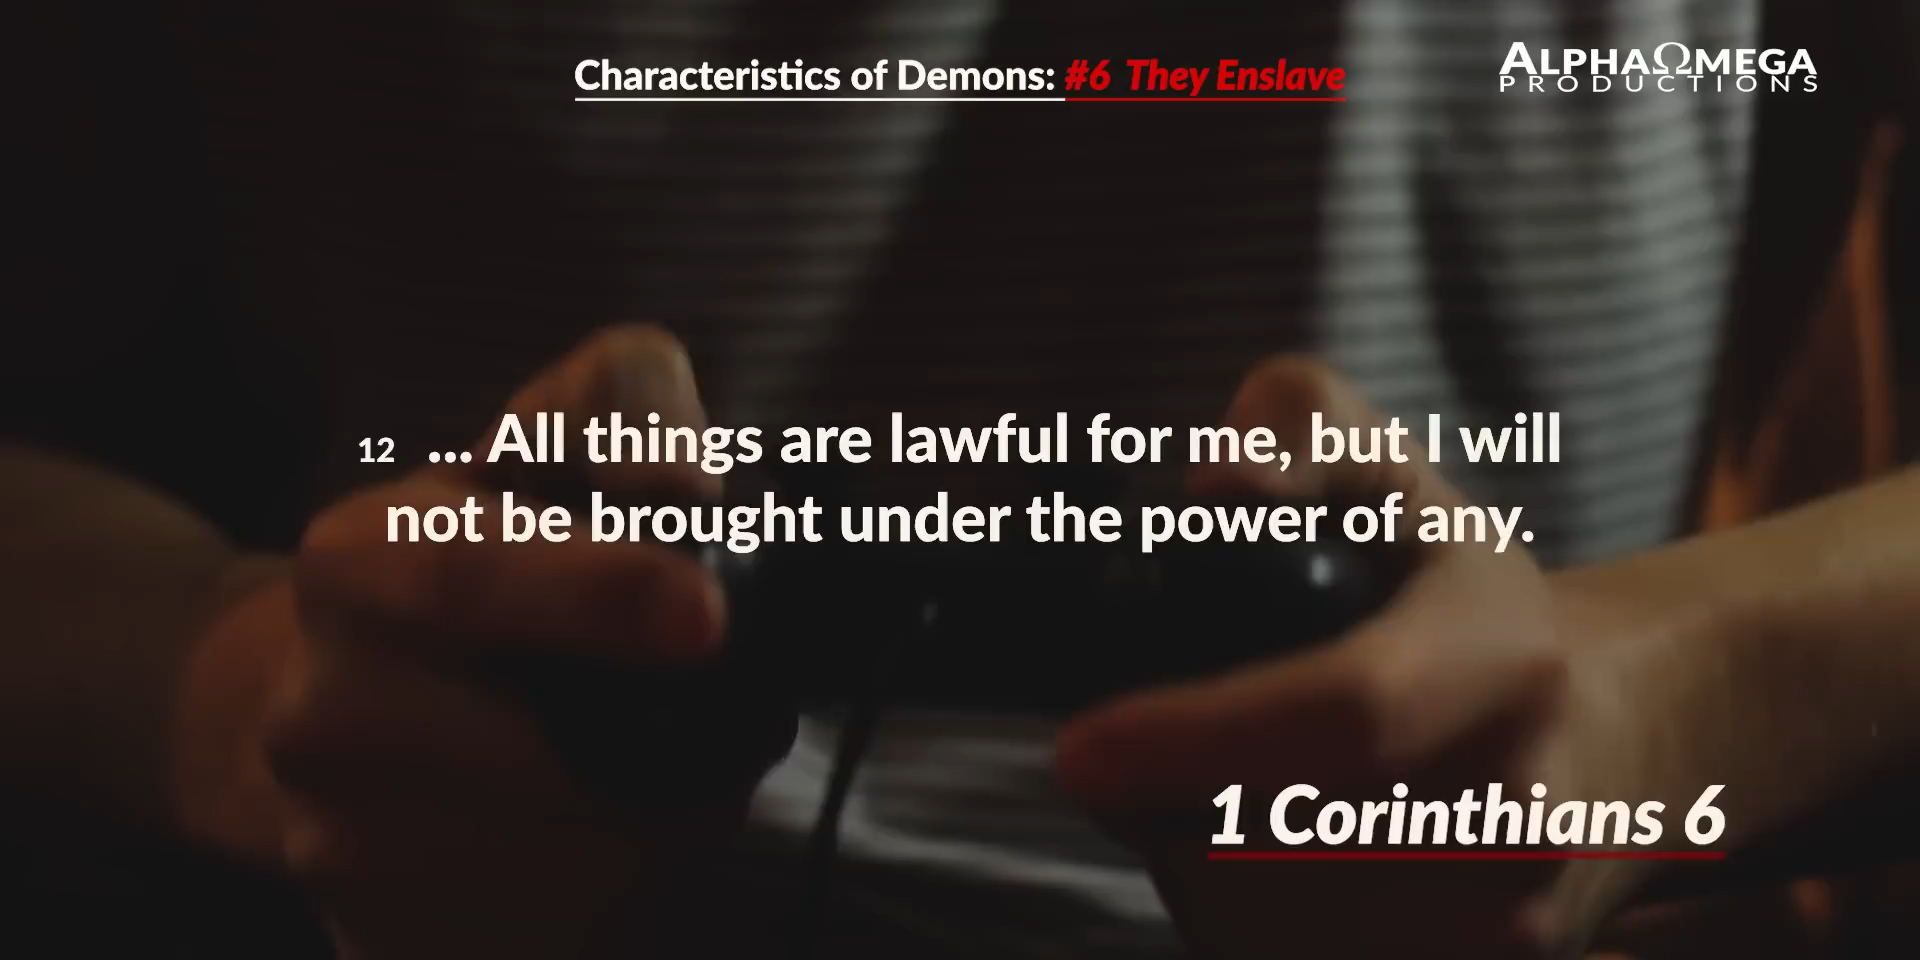 Characteristics of Demons: #6 They Enslave
ALPHAΩMEGA
PRODUCTIONS
12 ... All things are lawful for me, but I will
not be brought under the power of any.
1 Corinthians 6